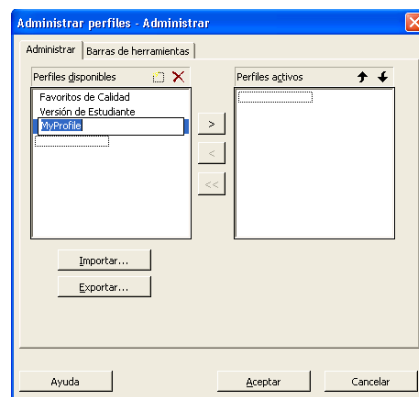 Administrar perfiles - Administrar
Administrar Barras de herramientas
Perfiles disponibles Perfiles activos
Favoritos de Calidad
Versión de Estudiante
MyProfile
>
<
<<
Importar...
Exportar...
Ayuda Aceptar Cancelar